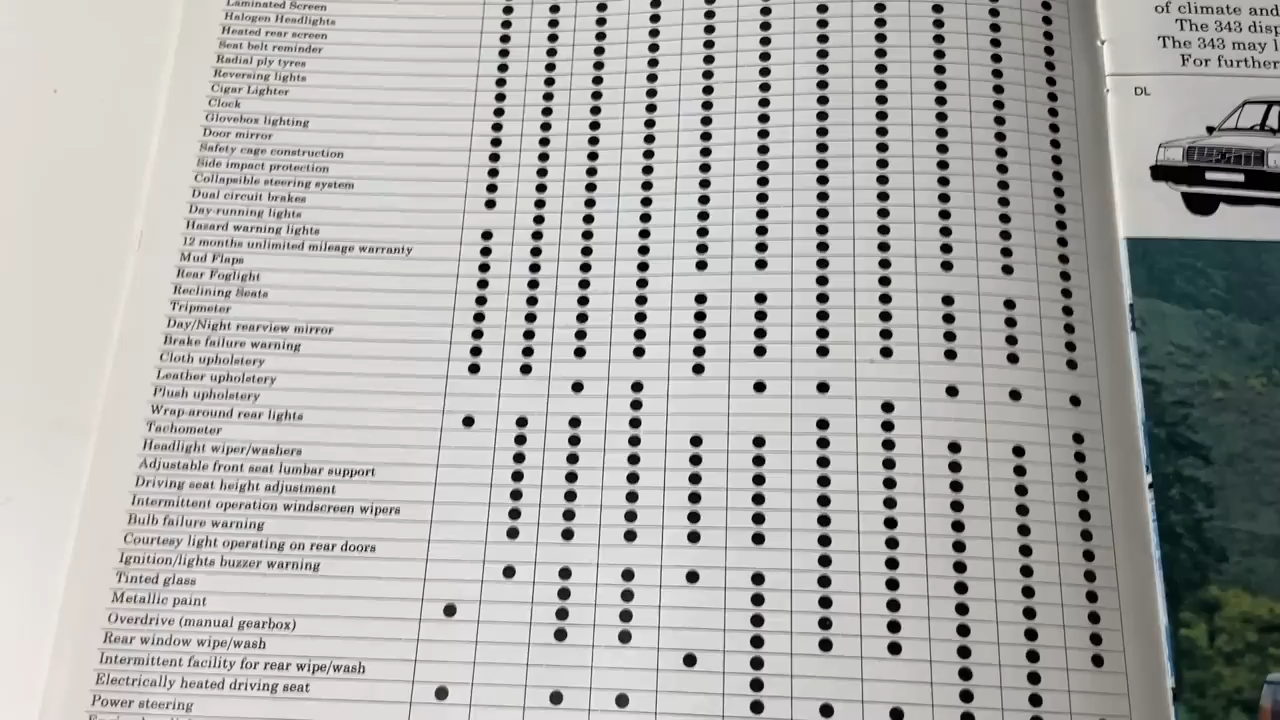 Laminated Screen
Halogen Headlights
Heated rear screen
Seat belt reminder
Radial ply tyres
Reversing lights
Cigar Lighter
Clock
Glovebox lighting
Door mirror
Safety cage construction
Side impact protection
Collapsible steering system
Dual circuit brakes
Day-running lights
Hazard warning lights
12 months unlimited mileage warranty
Mud Flaps
Rear Foglight
Reclining Seats
Tripmeter
Day/Night rearview mirror
Brake failure warning
Cloth upholstery
Leather upholstery
Plush upholstery
Wrap-around rear lights
Tachometer
Headlight wiper/washers
Adjustable front seat lumbar support
Driving seat height adjustment
Intermittent operation windscreen wipers
Bulb failure warning
Courtesy light operating on rear doors
Ignition/lights buzzer warning
Tinted glass
Metallic paint
Overdrive (manual gearbox)
Rear window wipe/wash
Intermittent facility for rear wipe/wash
Electrically heated driving seat
Power steering
of climate and
The 343 disp
The 343 may
For further
DL